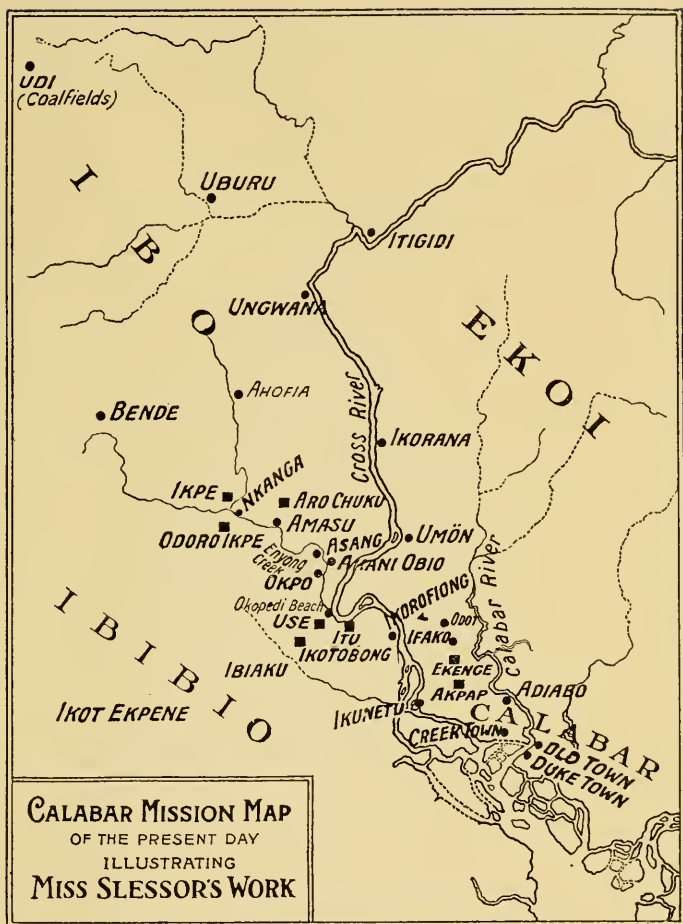 UDI
(Coalfields)
IBO
UBURU
ITIGIDI
UNGWANA
EKOI
AHOFIA
BENDE
Cross River
IKORANA
IKPE
NKANGA
ARO CHUKU
AMASU
ODORO IKPE
UMÖN
ASANG
Enyong
Creek
AMANI OBIO
OKPO
Calabar River
Okopedi Beach
KOROFIONG
ODOT
USE
ITU
IFAKO
IKOTOBONG
IBIBIO
IBIAKU
EKENGE
AKPAP
IKOT EKPENE
IKUNETU
ADIABO
CALABAR
CREEK TOWN
OLD TOWN
DUKE TOWN
CALABAR MISSION MAP
OF THE PRESENT DAY
ILLUSTRATING
MISS SLESSOR'S WORK